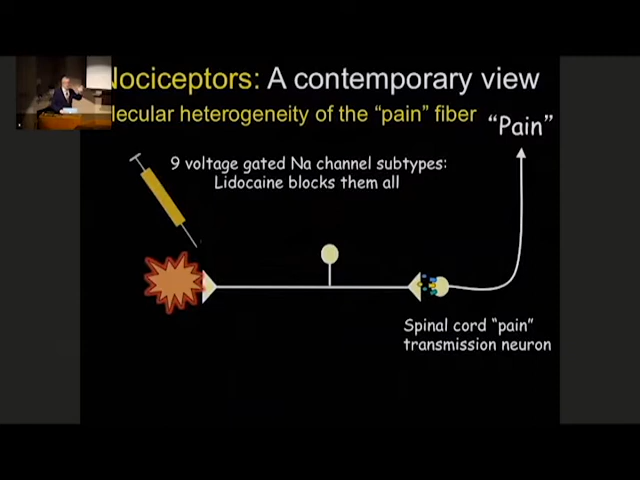 Nociceptors: A contemporary view
lecular heterogeneity of the "pain" fiber
"Pain"
9 voltage gated Na channel subtypes:
Lidocaine blocks them all
Spinal cord "pain"
transmission neuron